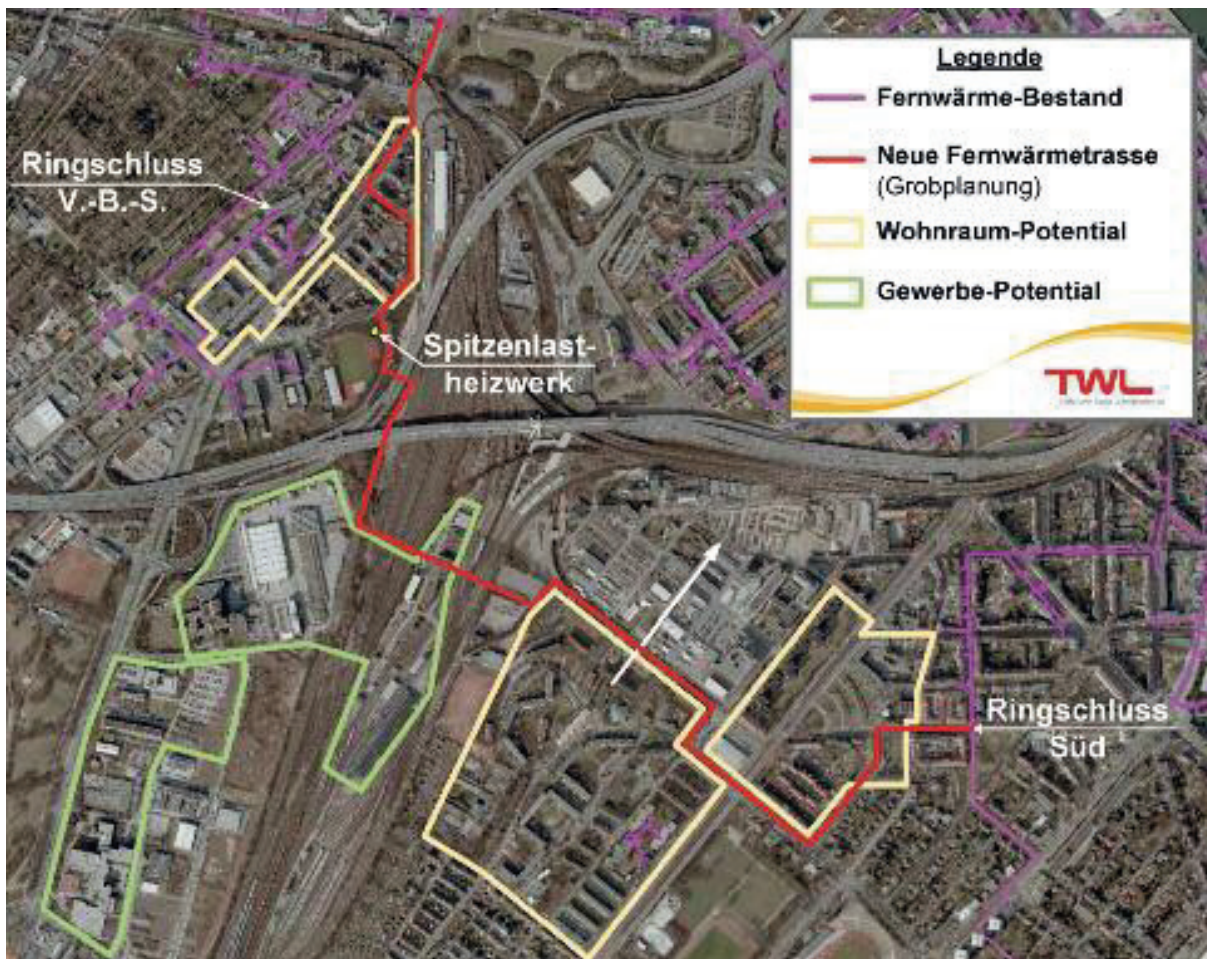 Legende
Fernwärme-Bestand
Neue Fernwärmetrasse
(Grobplanung)
Wohnraum-Potential
Gewerbe-Potential
TWL
Ringschluss
V.-B.-S.
Spitzenlast-
heizwerk
Ringschluss
Süd